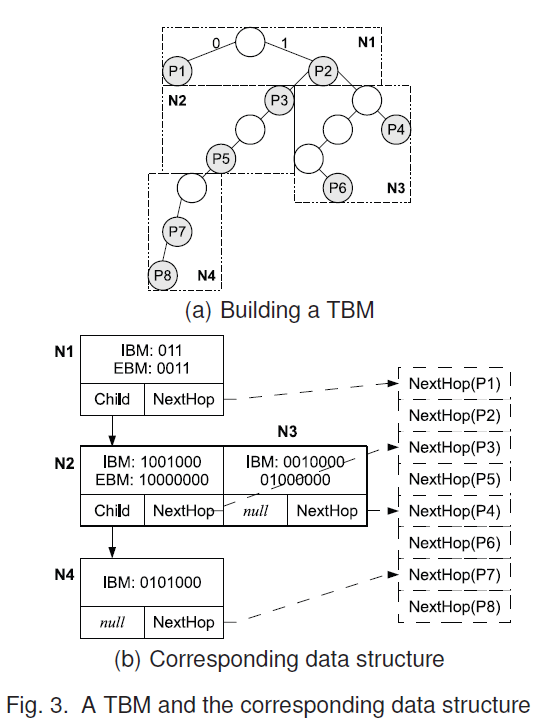 0 1 N1
P1 P2
N2 P3
P4
P5
P6 N3
P7
P8 N4
(a) Building a TBM
N1 IBM: 011
EBM: 0011
Child NextHop
NextHop(P1)
NextHop(P2)
NextHop(P3)
NextHop(P5)
NextHop(P4)
NextHop(P6)
NextHop(P7)
NextHop(P8)
N3
N2 IBM: 1001000 IBM: 0010000
EBM: 10000000 01000000
Child NextHop null NextHop
N4 IBM: 0101000
null NextHop
(b) Corresponding data structure
Fig. 3. A TBM and the corresponding data structure